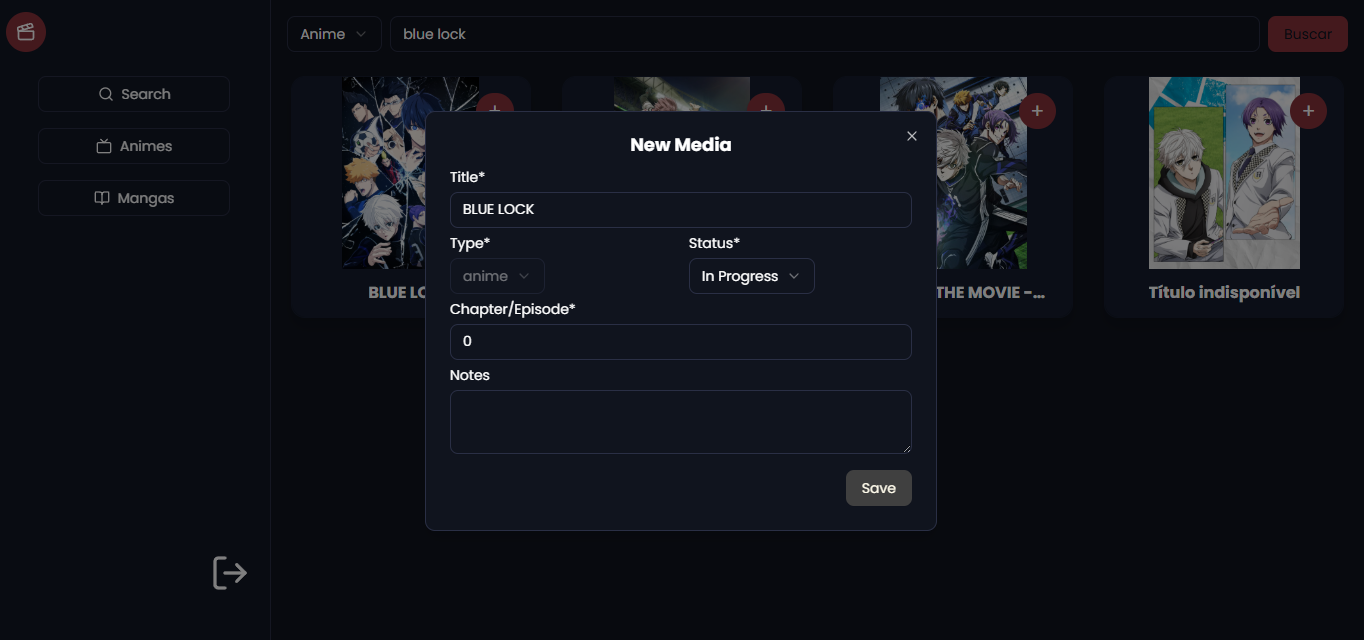 Anime
blue lock
Buscar
Search
Animes
Mangas
New Media
Title*
BLUE LOCK
Type*
Status*
anime
In Progress
Chapter/Episode*
0
Notes
Save
BLUE LO
THE MOVIE -...
Título indisponível